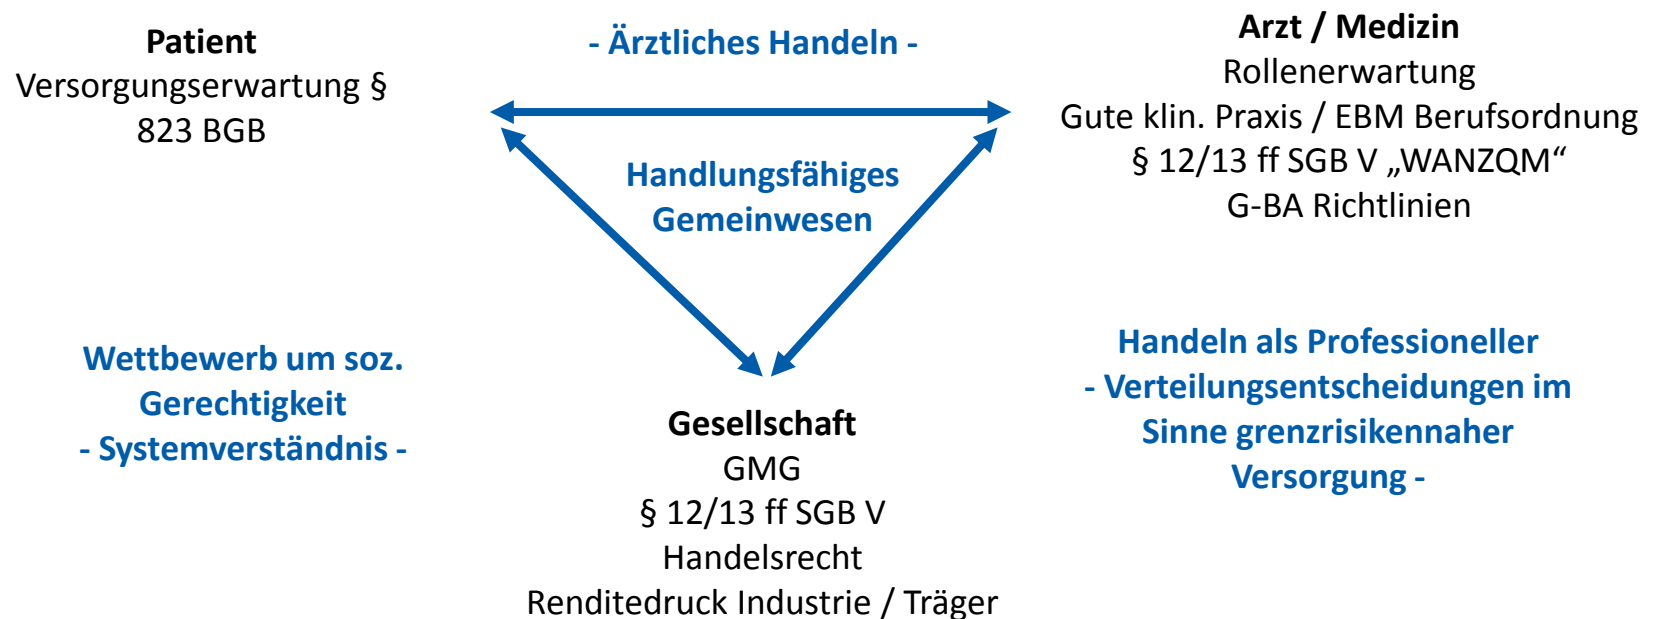 Patient
Versorgungserwartung §
823 BGB
- Ärztliches Handeln -
Arzt / Medizin
Rollenerwartung
Gute klin. Praxis / EBM Berufsordnung
§ 12/13 ff SGB V „WANZQM“
G-BA Richtlinien
Handlungsfähiges
Gemeinwesen
Wettbewerb um soz.
Gerechtigkeit
- Systemverständnis -
Handeln als Professioneller
- Verteilungsentscheidungen im
Sinne grenzrisikennaher
Versorgung -
Gesellschaft
GMG
§ 12/13 ff SGB V
Handelsrecht
Renditedruck Industrie / Träger